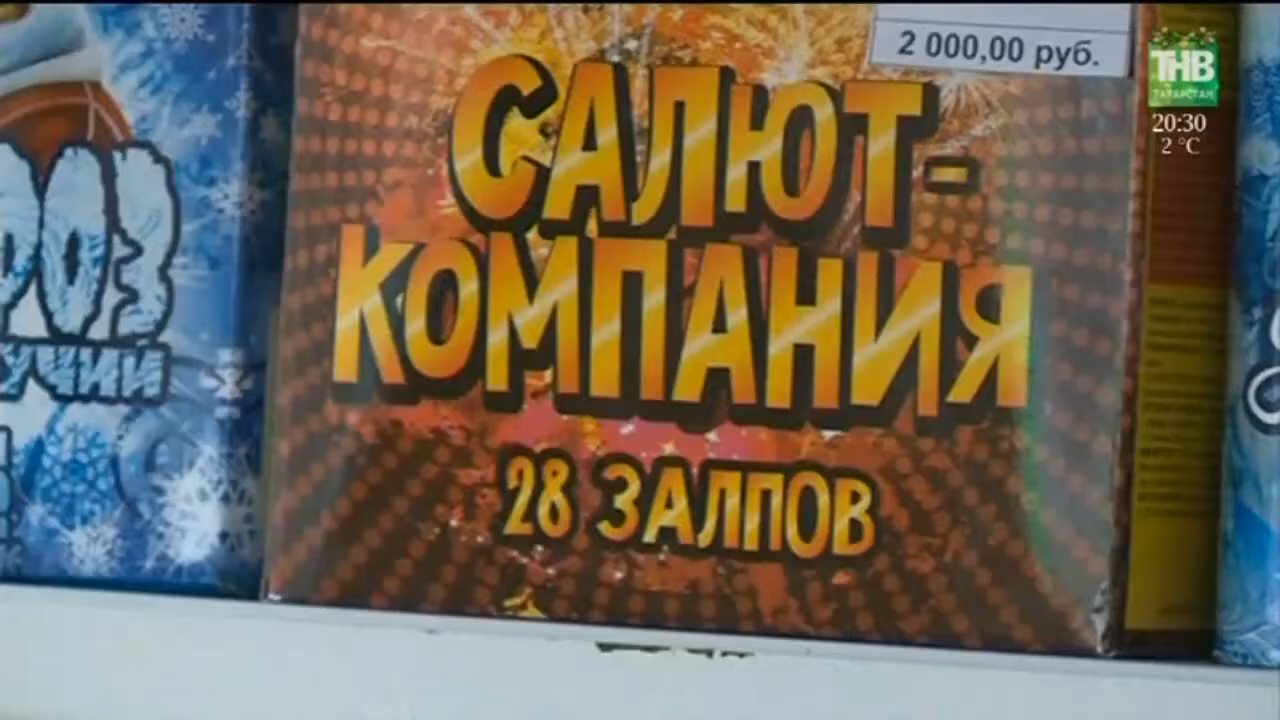 2 000,00 руб.
САЛЮТ-
КОМПАНИЯ
28 ЗАЛПОВ
ТНВ
ТАТАРСТАН
20:30
2 °C